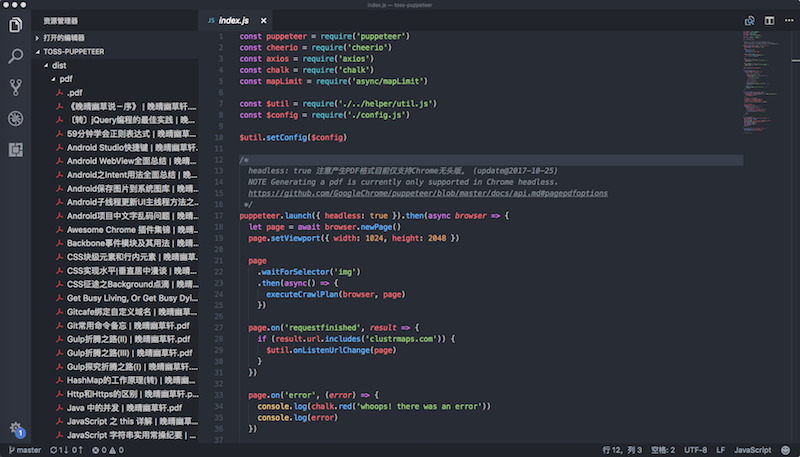 index.js — toss-puppeteer
资源管理器
打开的编辑器
TOSS-PUPPETEER
dist
pdf
.pdf
《晚晴幽草说－序》 | 晚晴幽草轩....
〔转〕jQuery编程的最佳实践 | 晚...
59分钟学会正则表达式 | 晚晴幽...
Android Studio快捷键 | 晚晴幽草...
Android WebView全面总结 | 晚晴...
Android之Intent用法全面总结 | 晚...
Android保存图片到系统图库 | 晚...
Android子线程更新UI主线程方法之...
Android项目中文字乱码问题 | 晚...
Awesome Chrome 插件集锦 | 晚...
Backbone事件模块及其用法 | 晚...
CSS块级元素和行内元素 | 晚晴幽...
CSS实现水平|垂直居中漫谈 | 晚晴...
CSS征途之Background点滴 | 晚晴...
Get Busy Living, Or Get Busy Dyi...
Gitcafe绑定自定义域名 | 晚晴幽...
Git常用命令备忘 | 晚晴幽草轩.pdf
Gulp折腾之路(II) | 晚晴幽草轩.pdf
Gulp折腾之路(III) | 晚晴幽草轩.pdf
Gulp探究折腾之路(I) | 晚晴幽草轩...
HashMap的工作原理(转) | 晚晴幽...
Http和Https的区别 | 晚晴幽草轩.p...
Java 中的并发 | 晚晴幽草轩.pdf
JavaScript 之 this 详解 | 晚晴幽草...
JavaScript 字符串实用常操纪要 | ...
JS index.js
1 const puppeteer = require('puppeteer')
2 const cheerio = require('cheerio')
3 const axios = require('axios')
4 const chalk = require('chalk')
5 const mapLimit = require('async/mapLimit')
6
7 const $util = require('./../helper/util.js')
8 const $config = require('./config.js')
9
10 $util.setConfig($config)
11
12 /*
13 headless: true 注意产生PDF格式目前仅支持Chrome无头版, (update@2017-10-25)
14 NOTE Generating a pdf is currently only supported in Chrome headless.
15 https://github.com/GoogleChrome/puppeteer/blob/master/docs/api.md#pagepdfoptions
16 */
17 puppeteer.launch({ headless: true }).then(async browser => {
18 let page = await browser.newPage()
19 page.setViewport({ width: 1024, height: 2048 })
20
21 page
22 .waitForSelector('img')
23 .then(async() => {
24 executeCrawlPlan(browser, page)
25 })
26
27 page.on('requestfinished', result => {
28 if (result.url.includes('clustrmaps.com')) {
29 $util.onListenUrlChange(page)
30 }
31 })
32
33 page.on('error', (error) => {
34 console.log(chalk.red('whoops! there was an error'))
35 console.log(error)
36 })
37
1
master 1↓ 0↑ 0 0 行 12, 列 3 空格: 2 UTF-8 LF JavaScript